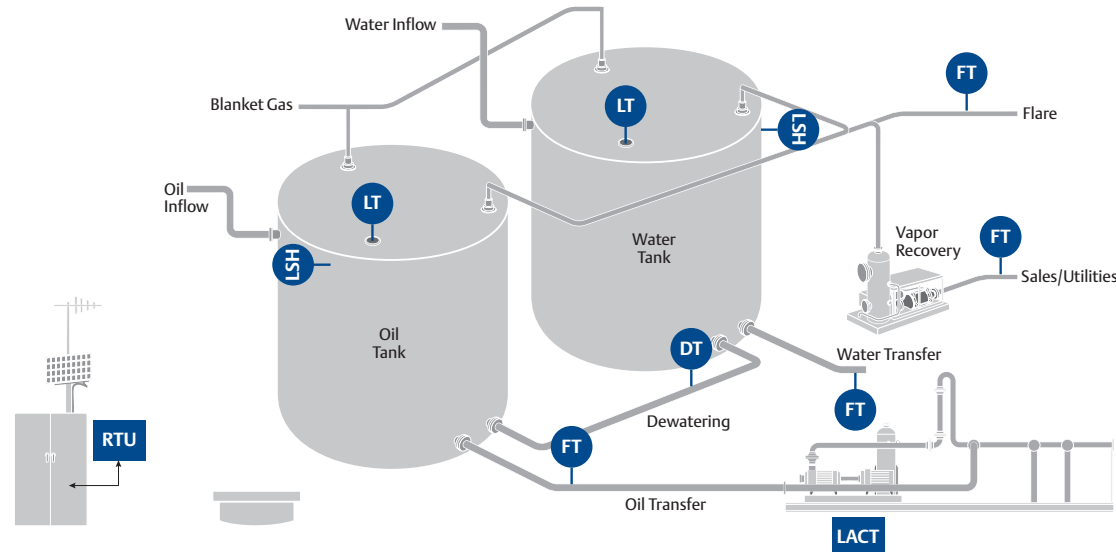 Water Inflow
FT
Blanket Gas
LT
LSH
Flare
Oil
Inflow
LT
Water
Tank
Vapor
Recovery
FT
LSH
Sales/Utilities
Oil
Tank
DT
Water Transfer
FT
Dewatering
RTU
FT
Oil Transfer
LACT